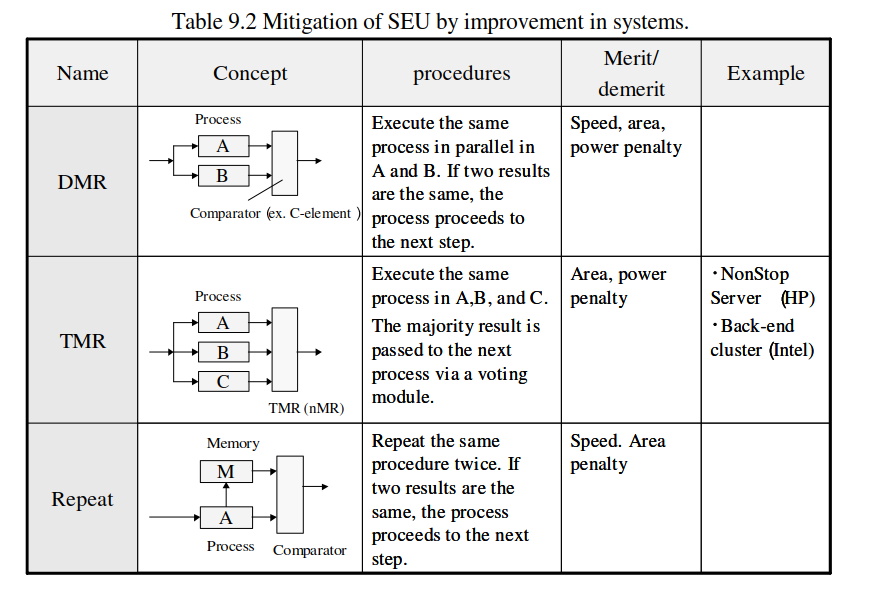 Table 9.2 Mitigation of SEU by improvement in systems.
Name
Concept
procedures
Merit/
demerit
Example
DMR
Process
A
B
Comparator (ex. C-element )
Execute the same
process in parallel in
A and B. If two results
are the same, the
process proceeds to
the next step.
Speed, area,
power penalty
TMR
Process
A
B
C
TMR (nMR)
Execute the same
process in A,B, and C.
The majority result is
passed to the next
process via a voting
module.
Area, power
penalty
・NonStop
Server (HP)
・Back-end
cluster (Intel)
Repeat
Memory
M
A
Process
Comparator
Repeat the same
procedure twice. If
two results are the
same, the process
proceeds to the next
step.
Speed. Area
penalty